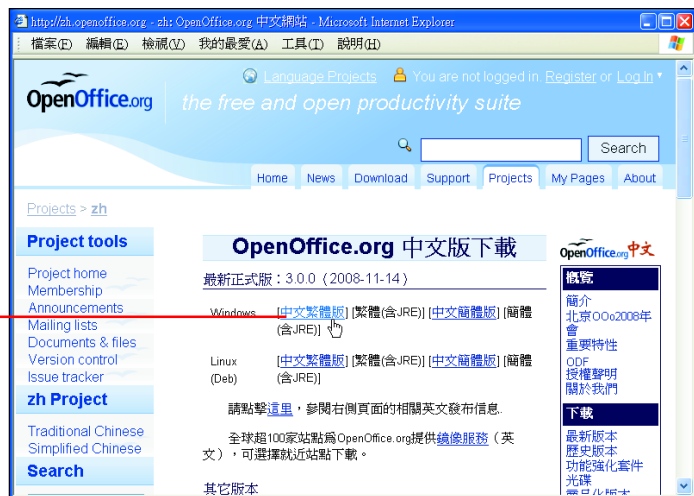 http://zh.openoffice.org - zh: OpenOffice.org 中文網站 - Microsoft Internet Explorer
檔案(F) 編輯(E) 檢視(V) 我的最愛(A) 工具(T) 說明(H)
Language Projects You are not logged in. Register or Log In
OpenOffice.org
the free and open productivity suite
Search
Home News Download Support Projects My Pages About
Projects > zh
Project tools
Project home
Membership
Announcements
Mailing lists
Documents & files
Version control
Issue tracker
zh Project
Traditional Chinese
Simplified Chinese
Search
OpenOffice.org 中文版下載
最新正式版：3.0.0（2008-11-14）
Windows [中文繁體版] [繁體(含JRE)] [中文簡體版] [簡體
(含JRE)]
Linux [中文繁體版] [繁體(含JRE)] [中文簡體版] [簡體
(Deb) (含JRE)]
請點擊這里，參閱右側頁面的相關英文發布信息.
全球超100家站點爲OpenOffice.org提供鏡像服務（英
文），可選擇就近站點下載。
其它版本
OpenOffice.org中文
概覽
簡介
北京OOo2008年
會
重要特性
ODF
授權聲明
關於我們
下載
最新版本
歷史版本
功能強化套件
光碟
產品化版本